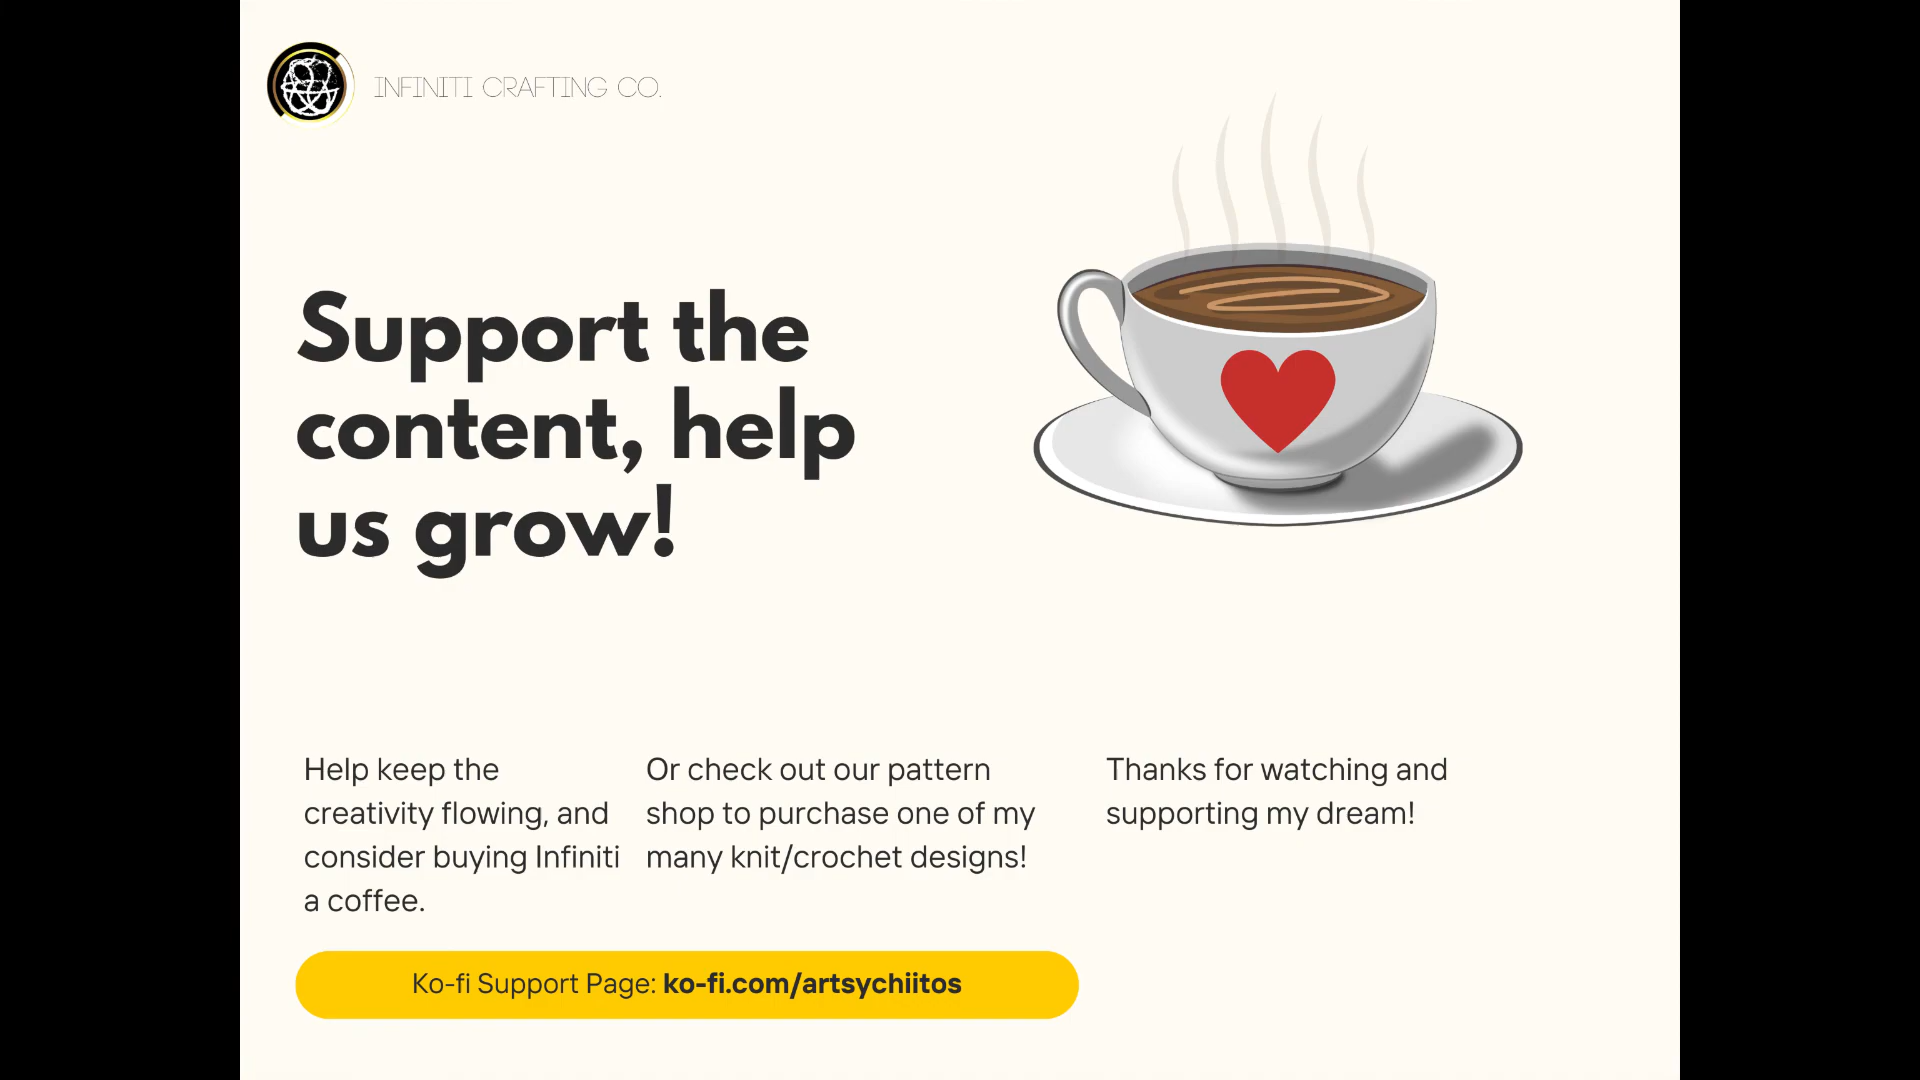 INFINITI CRAFTING CO.
Support the
content, help
us grow!
Help keep the
creativity flowing, and
consider buying Infiniti
a coffee.
Or check out our pattern
shop to purchase one of my
many knit/crochet designs!
Thanks for watching and
supporting my dream!
Ko-fi Support Page: ko-fi.com/artsychiitos